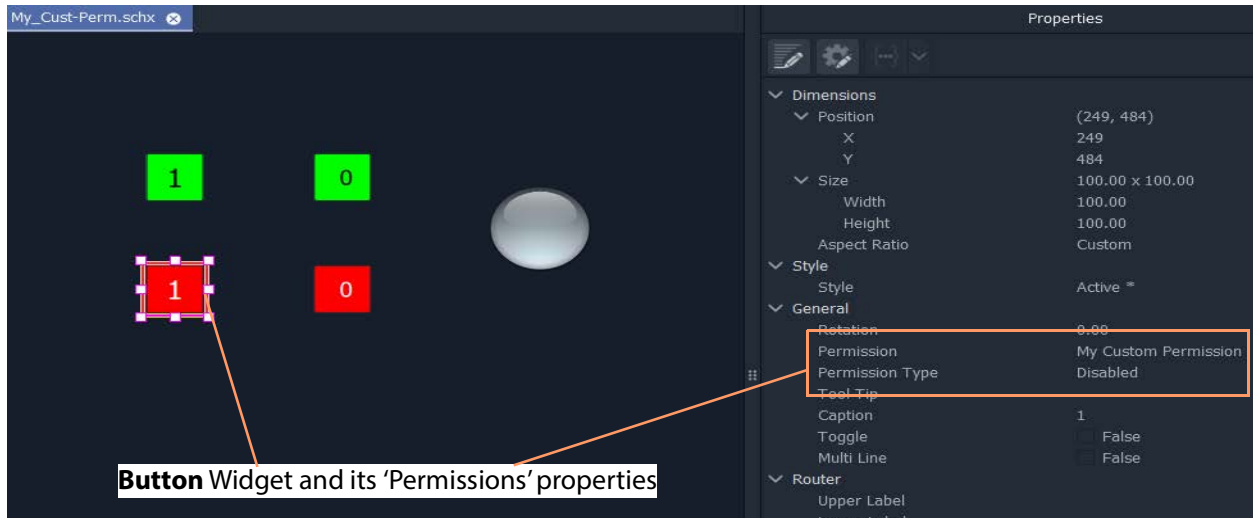 My_Cust-Perm.schx
Properties
Dimensions
Position (249, 484)
X 249
Y 484
Size 100.00 x 100.00
Width 100.00
Height 100.00
Aspect Ratio Custom
Style
Style Active *
General
Rotation 0.00
Permission My Custom Permission
Permission Type Disabled
Tool Tip
Caption 1
Toggle False
Multi Line False
Router
Upper Label
1 0
1 0
Button Widget and its ‘Permissions’ properties